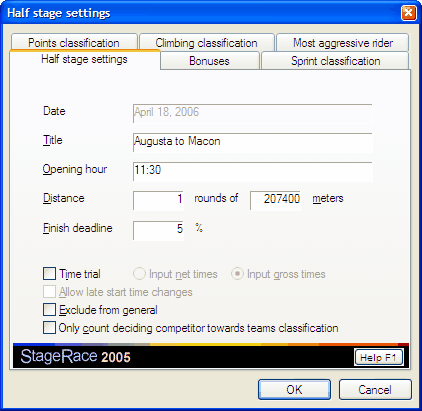 Half stage settings
Points classification Climbing classification Most aggressive rider
Half stage settings Bonuses Sprint classification
Date April 18, 2006
Title Augusta to Macon
Opening hour 11:30
Distance 1 rounds of 207400 meters
Finish deadline 5 %
Time trial Input net times Input gross times
Allow late start time changes
Exclude from general
Only count deciding competitor towards teams classification
StageRace 2005 Help F1
OK Cancel